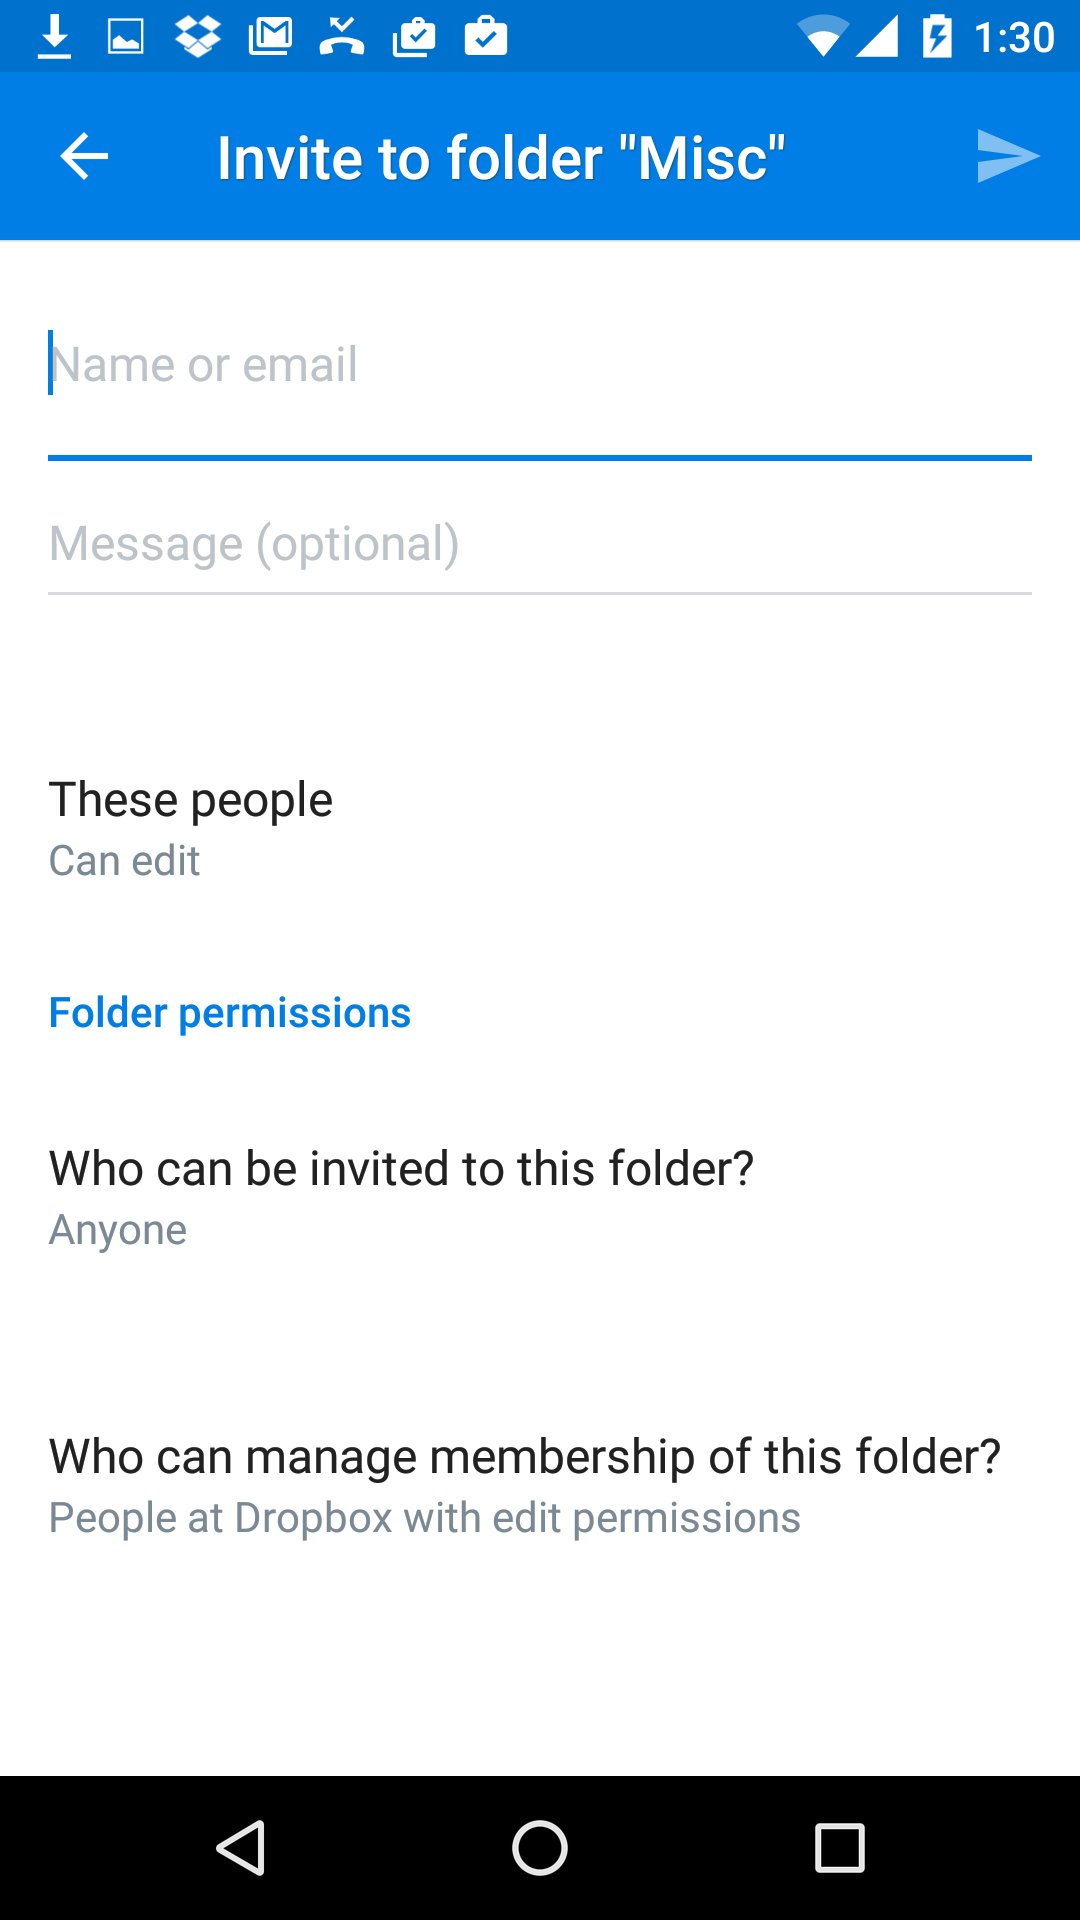 1:30
Invite to folder "Misc"
Name or email
Message (optional)
These people
Can edit
Folder permissions
Who can be invited to this folder?
Anyone
Who can manage membership of this folder?
People at Dropbox with edit permissions